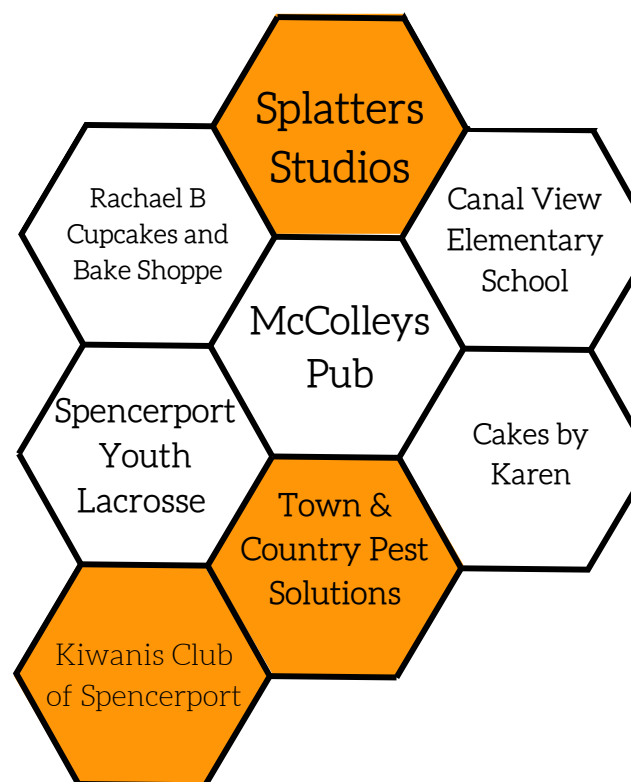 Splatters
Studios
Rachael B
Cupcakes and
Bake Shoppe
Canal View
Elementary
School
McColleys
Pub
Spencerport
Youth
Lacrosse
Cakes by
Karen
Town &
Country Pest
Solutions
Kiwanis Club
of Spencerport